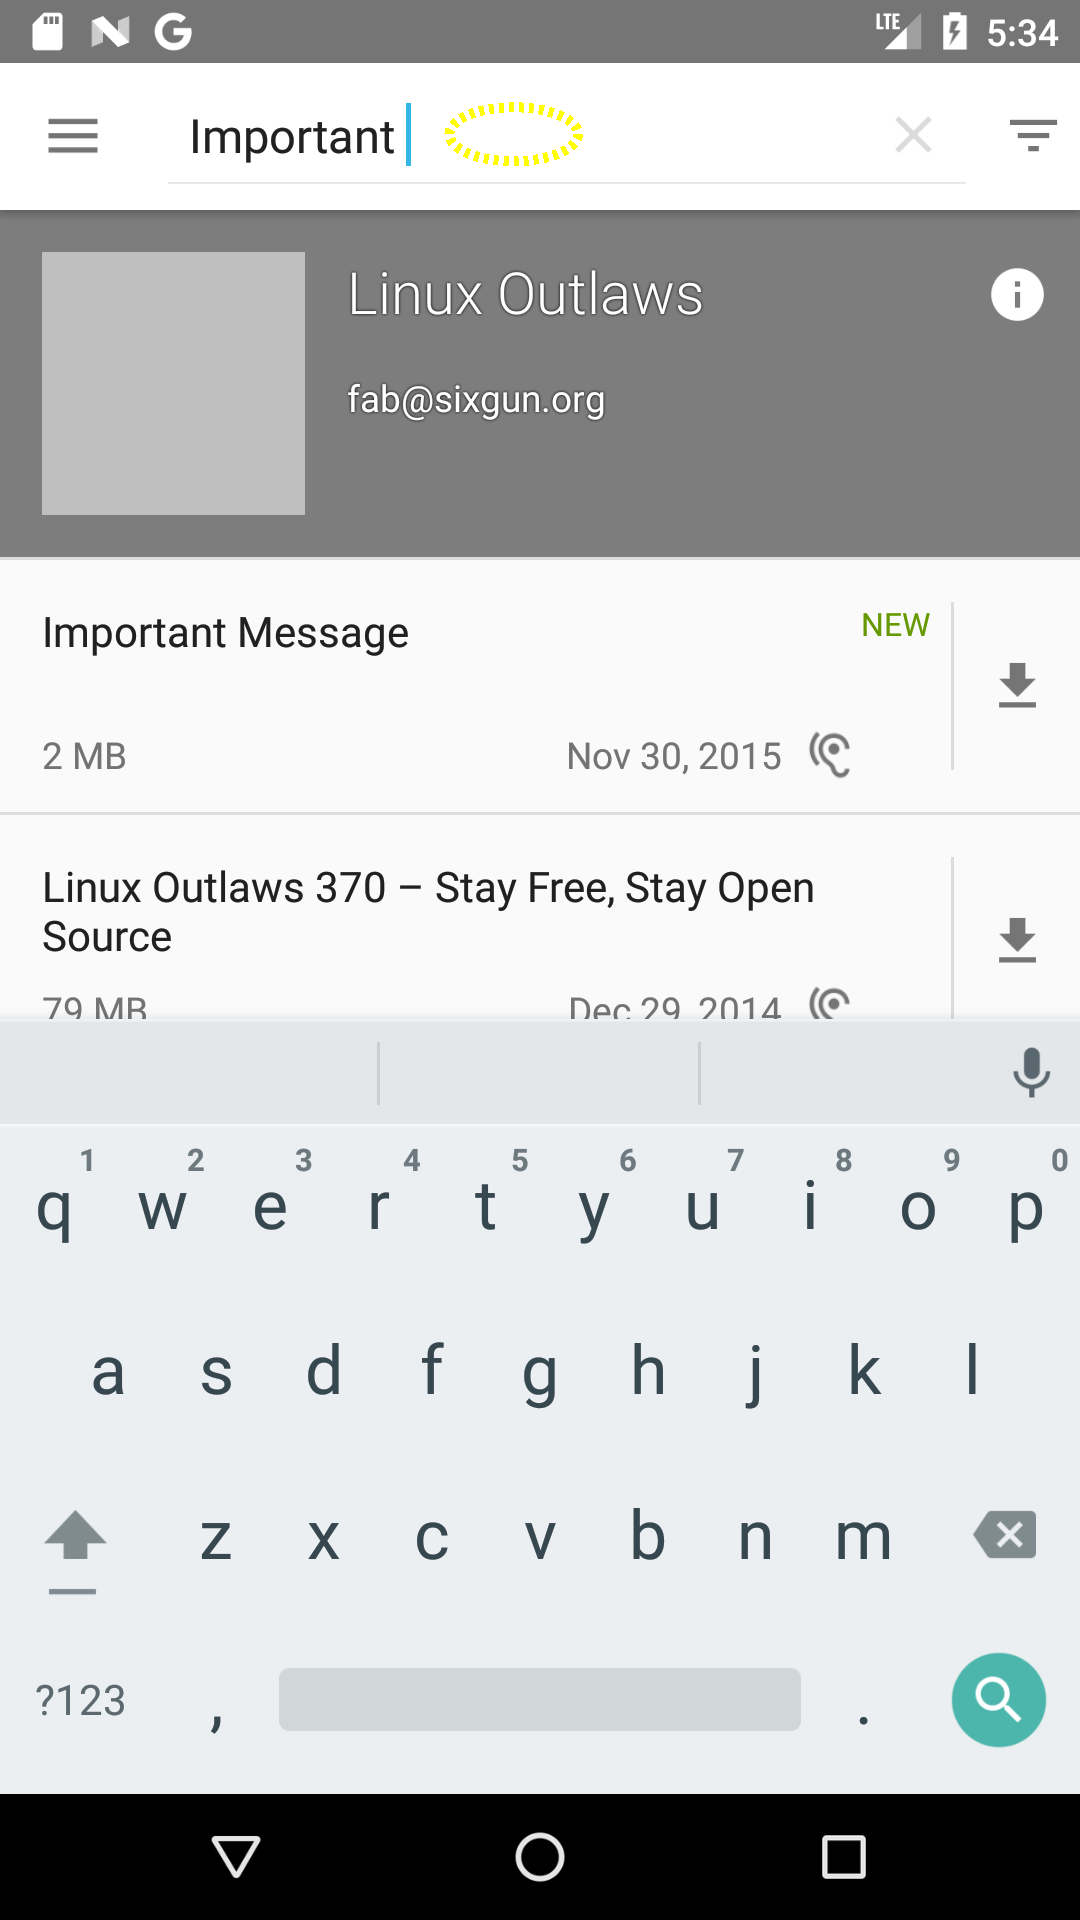 LTE 5:34
Important
Linux Outlaws
fab@sixgun.org
Important Message
NEW
2 MB
Nov 30, 2015
Linux Outlaws 370 – Stay Free, Stay Open
Source
79 MB
Dec 29, 2014
1 2 3 4 5 6 7 8 9 0
q w e r t y u i o p
a s d f g h j k l
z x c v b n m
?123 , .